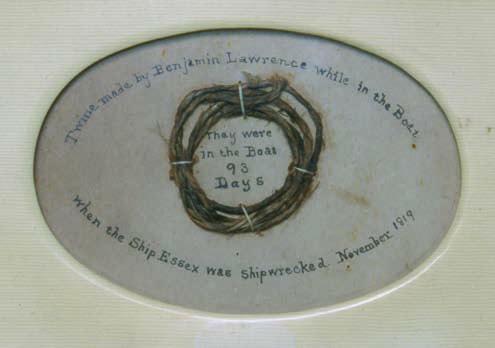 Twine made by Benjamin Lawrence while in the Boat
They were
in the Boat
93
Days
when the Ship Essex was shipwrecked November 1819